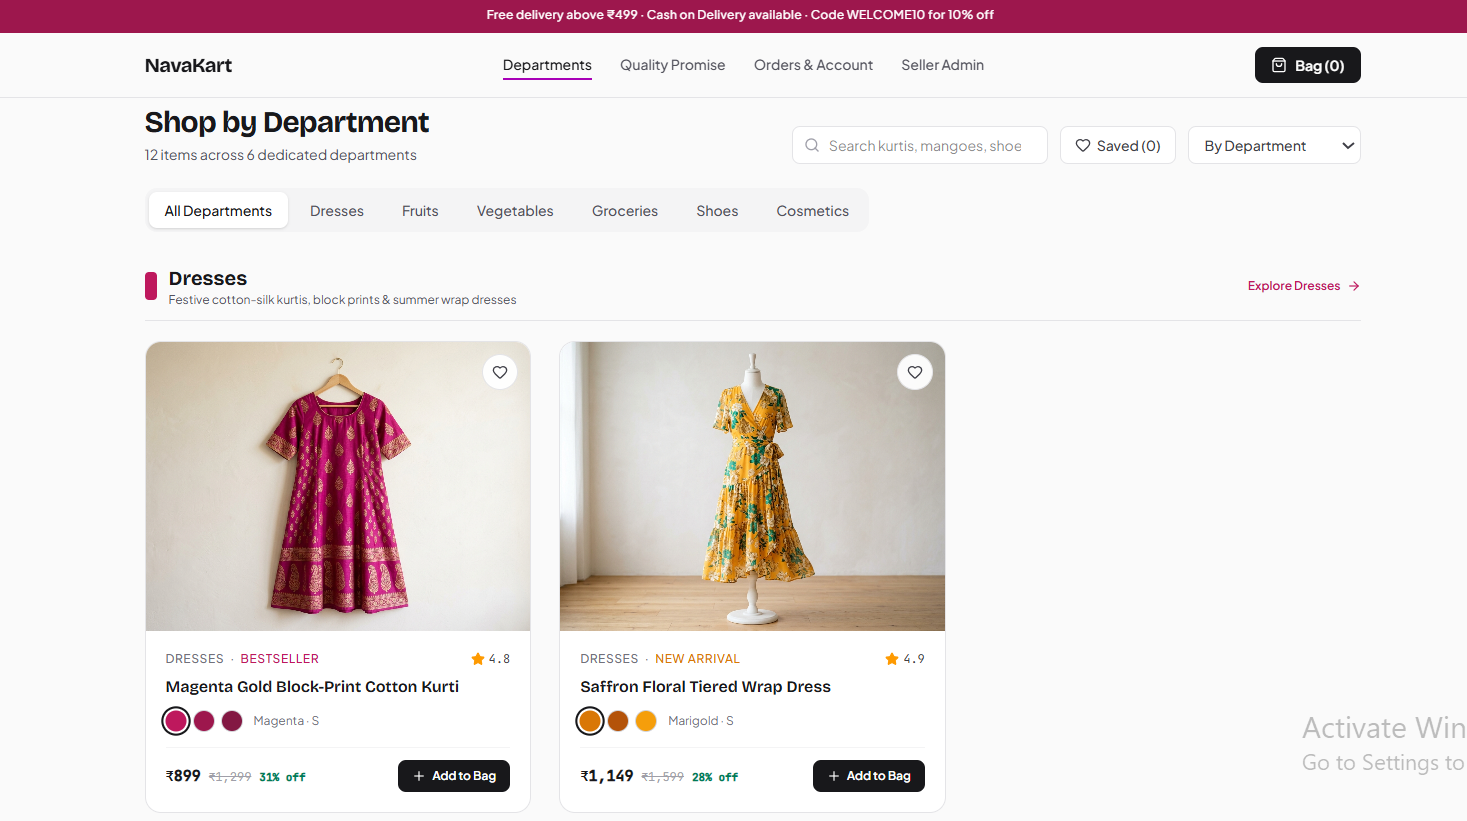 Free delivery above ₹499 · Cash on Delivery available · Code WELCOME10 for 10% off
NavaKart
Departments
Quality Promise
Orders & Account
Seller Admin
Bag (0)
Shop by Department
12 items across 6 dedicated departments
Search kurtis, mangoes, shoe
Saved (0)
By Department
All Departments
Dresses
Fruits
Vegetables
Groceries
Shoes
Cosmetics
Dresses
Festive cotton-silk kurtis, block prints & summer wrap dresses
Explore Dresses →
DRESSES · BESTSELLER
4.8
Magenta Gold Block-Print Cotton Kurti
Magenta · S
₹899 ₹1,299 31% off
+ Add to Bag
DRESSES · NEW ARRIVAL
4.9
Saffron Floral Tiered Wrap Dress
Marigold · S
₹1,149 ₹1,599 28% off
+ Add to Bag
Activate Win
Go to Settings to